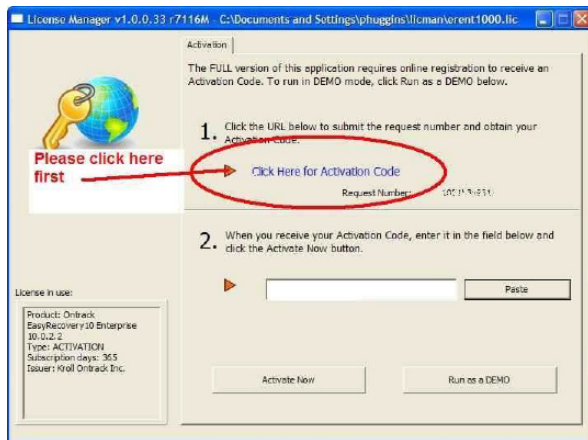 License Manager v1.0.0.33 r7116M - C:\Documents and Settings\phuggins\licman\erent1000.lic
Activation
The FULL version of this application requires online registration to receive an
Activation Code. To run in DEMO mode, click Run as a DEMO below.
1. Click the URL below to submit the request number and obtain your
Activation Code.
Please click here
first
Click Here for Activation Code
Request Number:
2. When you receive your Activation Code, enter it in the field below and
click the Activate Now button.
Paste
License in use:
Product: Ontrack
EasyRecovery10 Enterprise
10.0.2.2
Type: ACTIVATION
Subscription days: 365
Issuer: Kroll Ontrack Inc.
Activate Now
Run as a DEMO